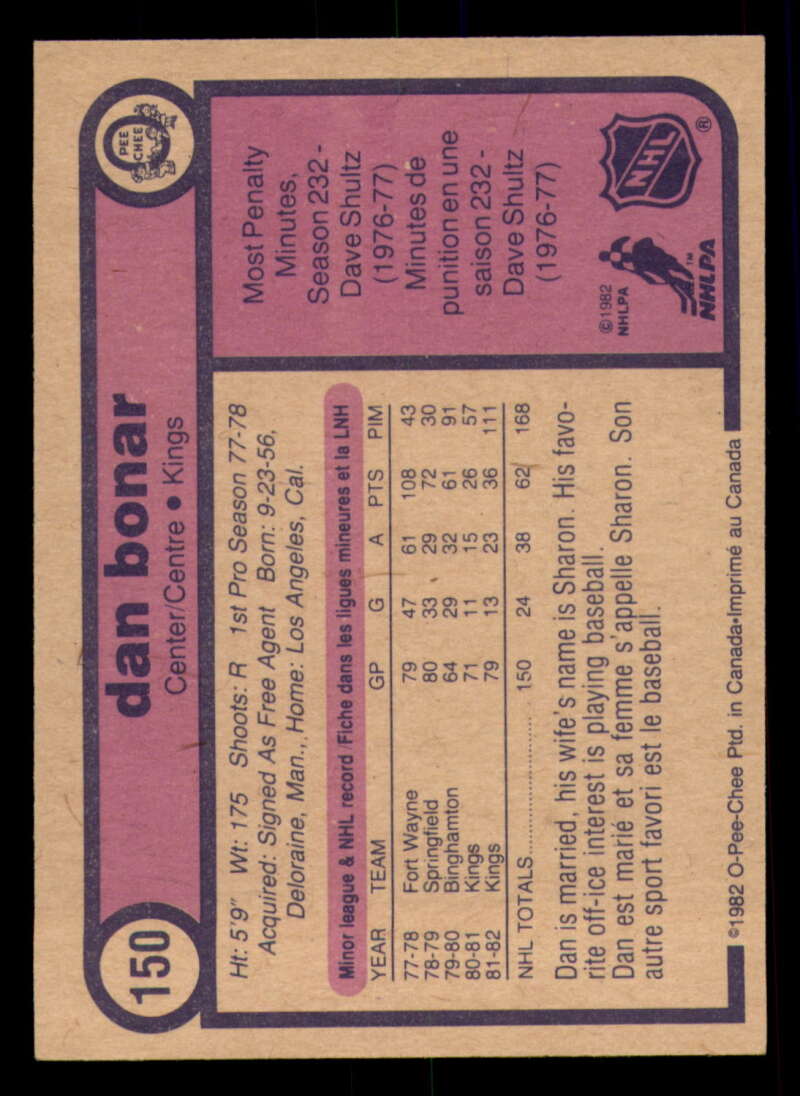 150
dan bonar
Center/Centre • Kings
O
PEE
CHEE
Ht: 5'9" Wt: 175 Shoots: R 1st Pro Season 77-78
Acquired: Signed As Free Agent Born: 9-23-56,
Deloraine, Man., Home: Los Angeles, Cal.
Minor league & NHL record/Fiche dans les ligues mineures et la LNH
YEAR TEAM GP G A PTS PIM
77-78 Fort Wayne 79 47 61 108 43
78-79 Springfield 80 33 29 72 30
79-80 Binghamton 64 29 32 61 91
80-81 Kings 71 11 15 26 57
81-82 Kings 79 13 23 36 111
NHL TOTALS.................... 150 24 38 62 168
Dan is married, his wife's name is Sharon. His favo-
rite off-ice interest is playing baseball.
Dan est marié et sa femme s'appelle Sharon. Son
autre sport favori est le baseball.
Most Penalty
Minutes,
Season 232 -
Dave Shultz
(1976-77)
Minutes de
punition en une
saison 232 -
Dave Shultz
(1976-77)
©1982
NHLPA
NHLPA™
NHL ®
©1982 O-Pee-Chee Ptd. in Canada•Imprimé au Canada